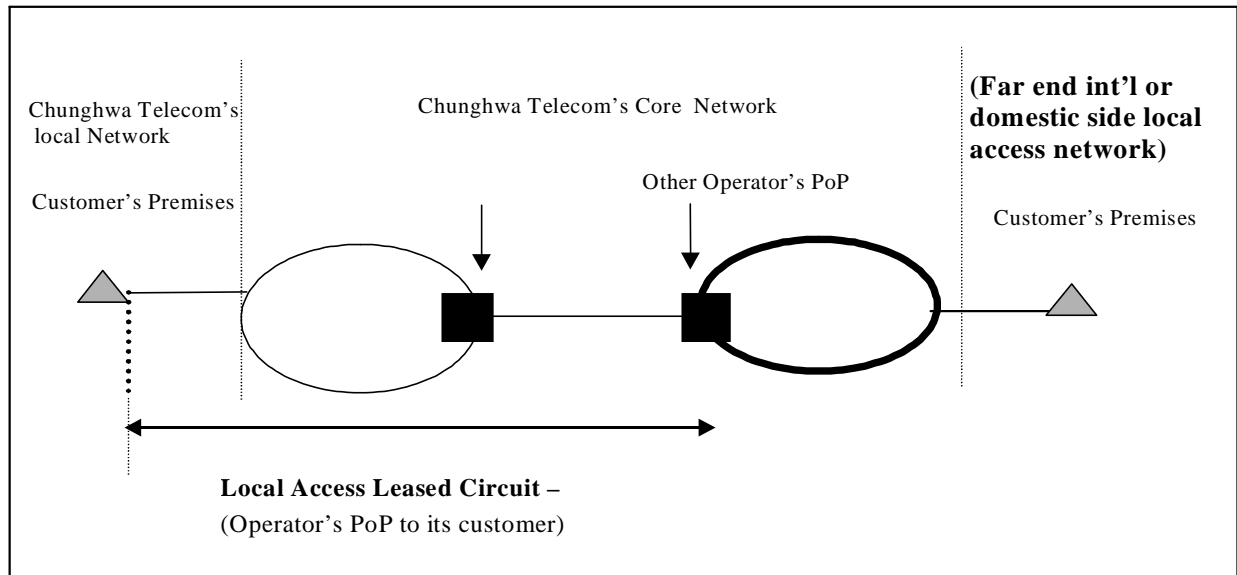 Chunghwa Telecom's
local Network
Customer's Premises
Chunghwa Telecom's Core Network
Other Operator's PoP
(Far end int'l or
domestic side local
access network)
Customer's Premises
Local Access Leased Circuit –
(Operator's PoP to its customer)